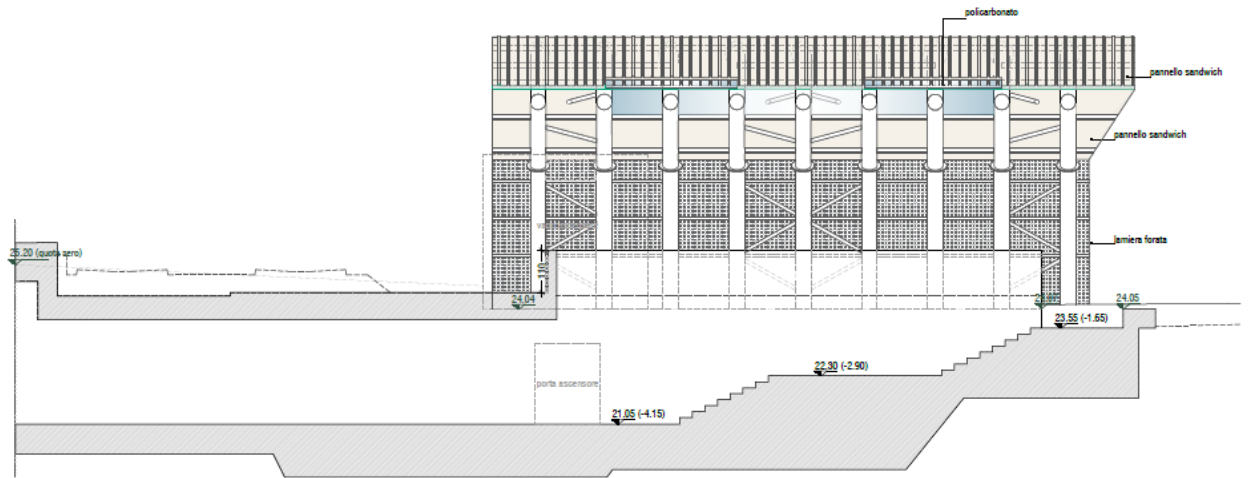 policarbonato
pannello sandwich
pannello sandwich
lamiera forata
25.20 (quota zero)
110
24.04
24.05
23.55 (-1.65)
22.30 (-2.90)
porta ascensore
21.05 (-4.15)